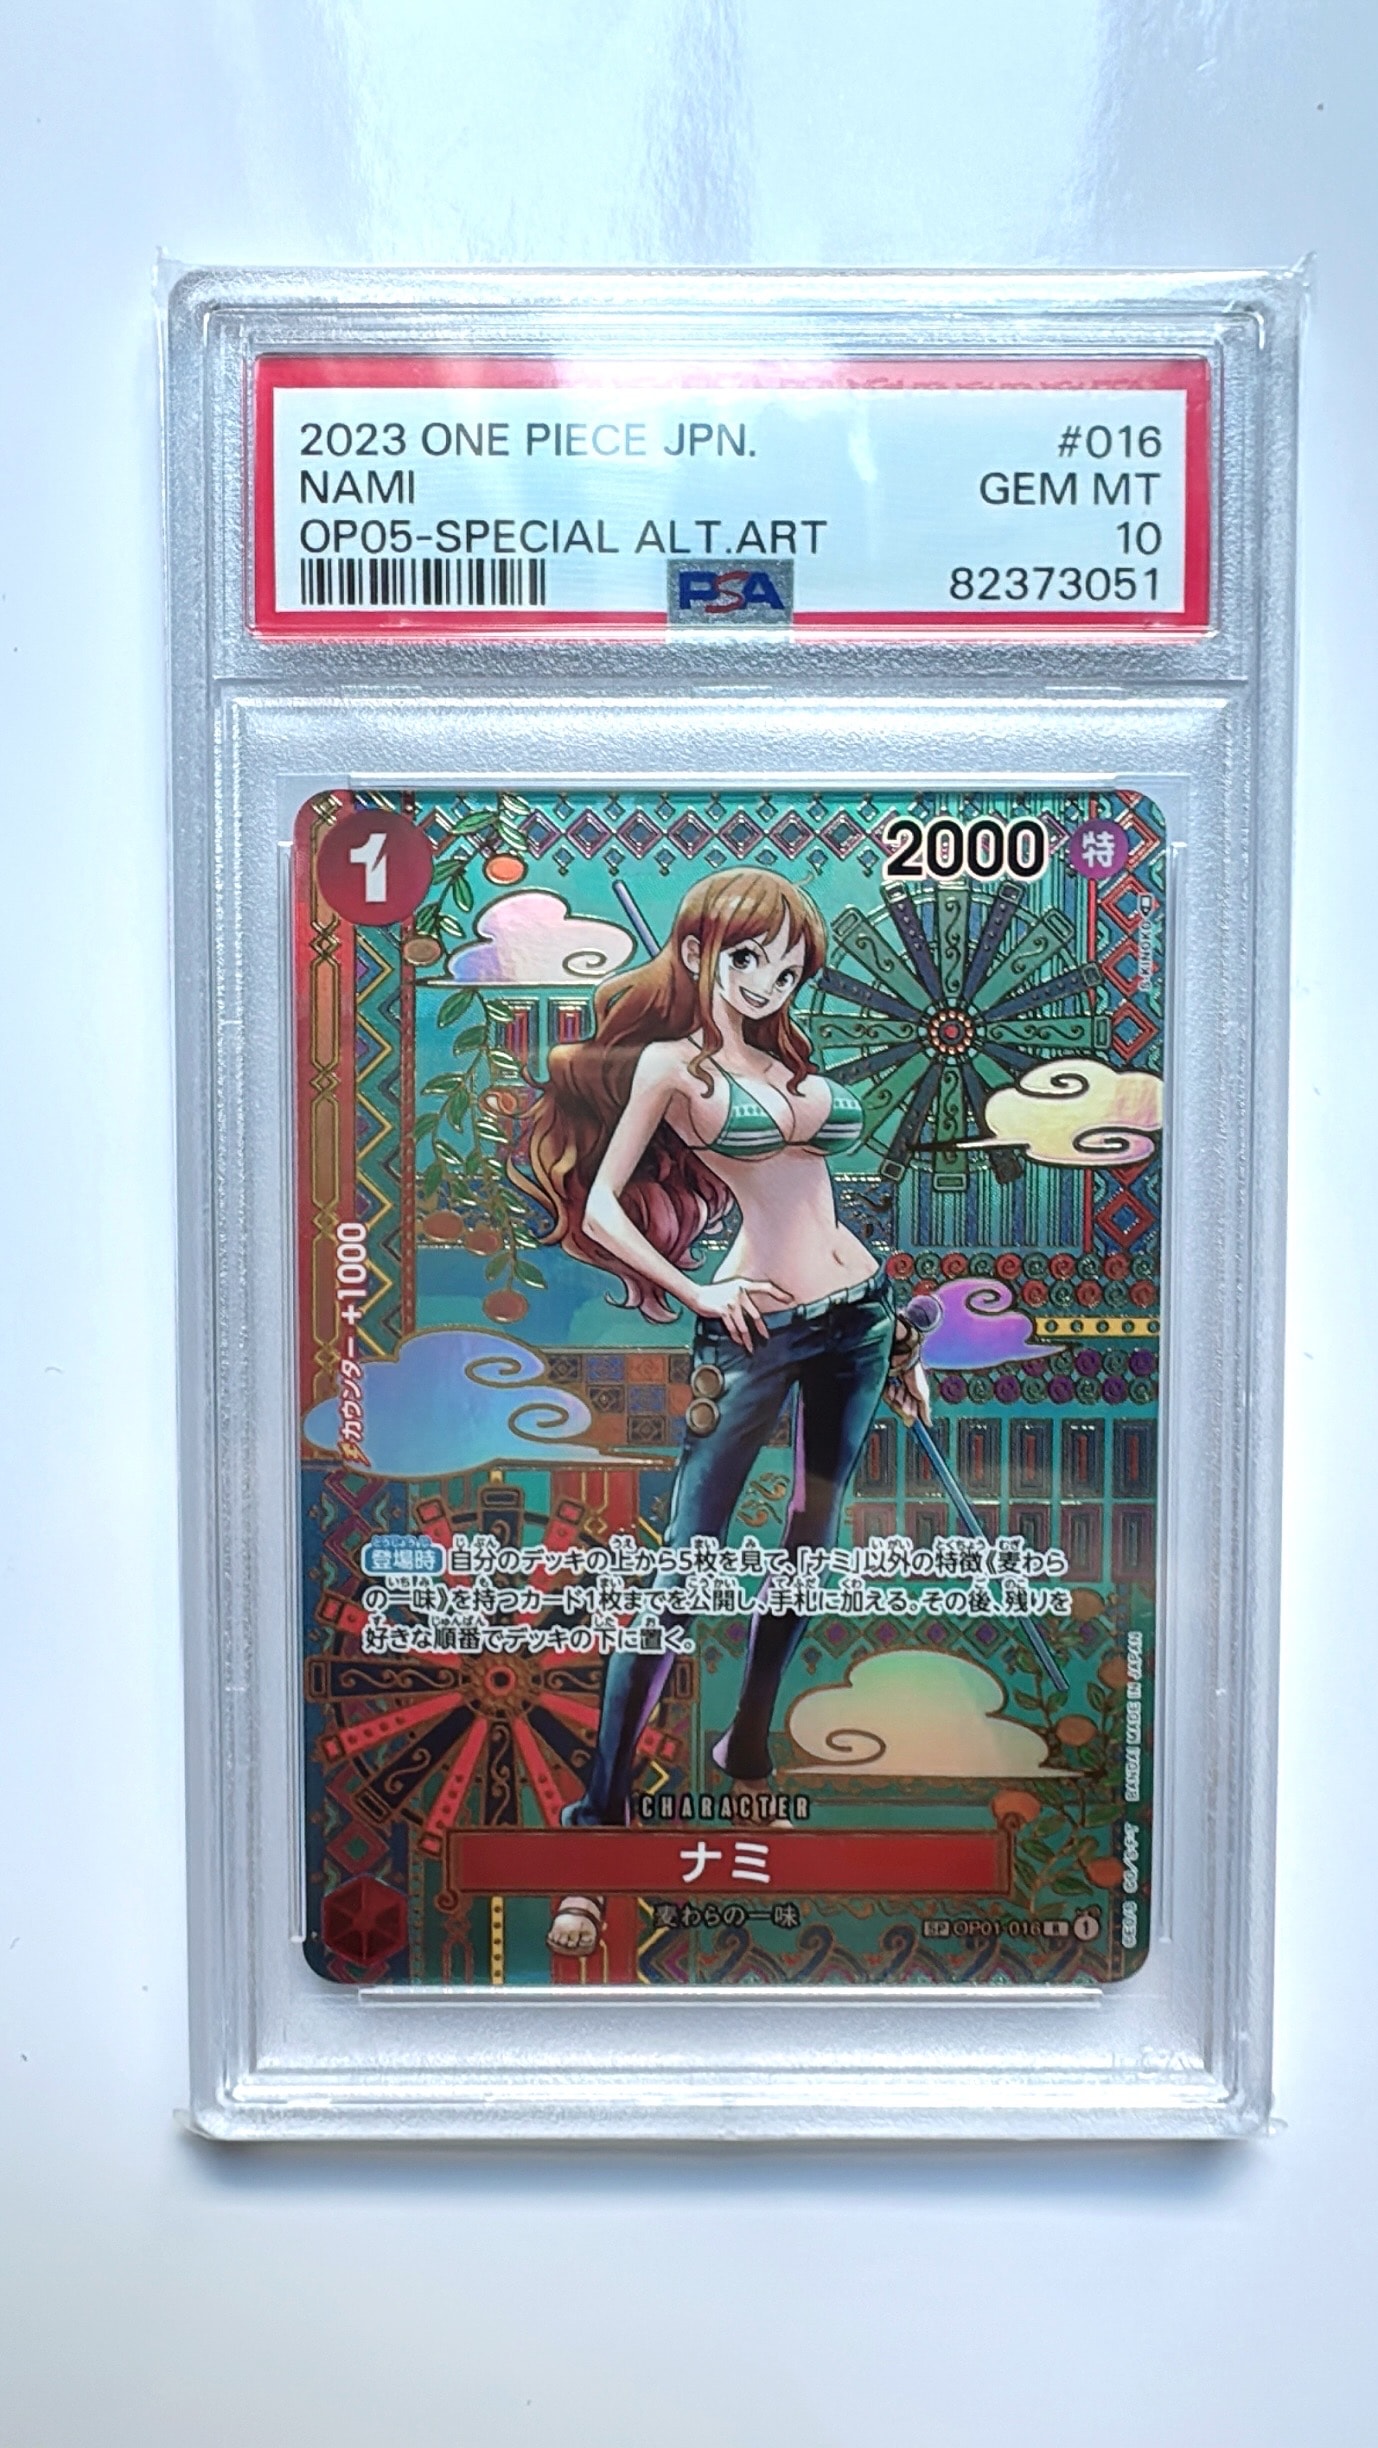 2023 ONE PIECE JPN. #016
NAMI GEM MT
OP05-SPECIAL ALT.ART 10
PSA 82373051
1
2000 特
カウンター +1000
登場時 自分のデッキの上から5枚を見て、「ナミ」以外の特徴《麦わら
の一味》を持つカード1枚までを公開し、手札に加える。その後、残りを
好きな順番でデッキの下に置く。
CHARACTER
ナミ
麦わらの一味
SP OP01-016 R 1
BANDAI MADE IN JAPAN